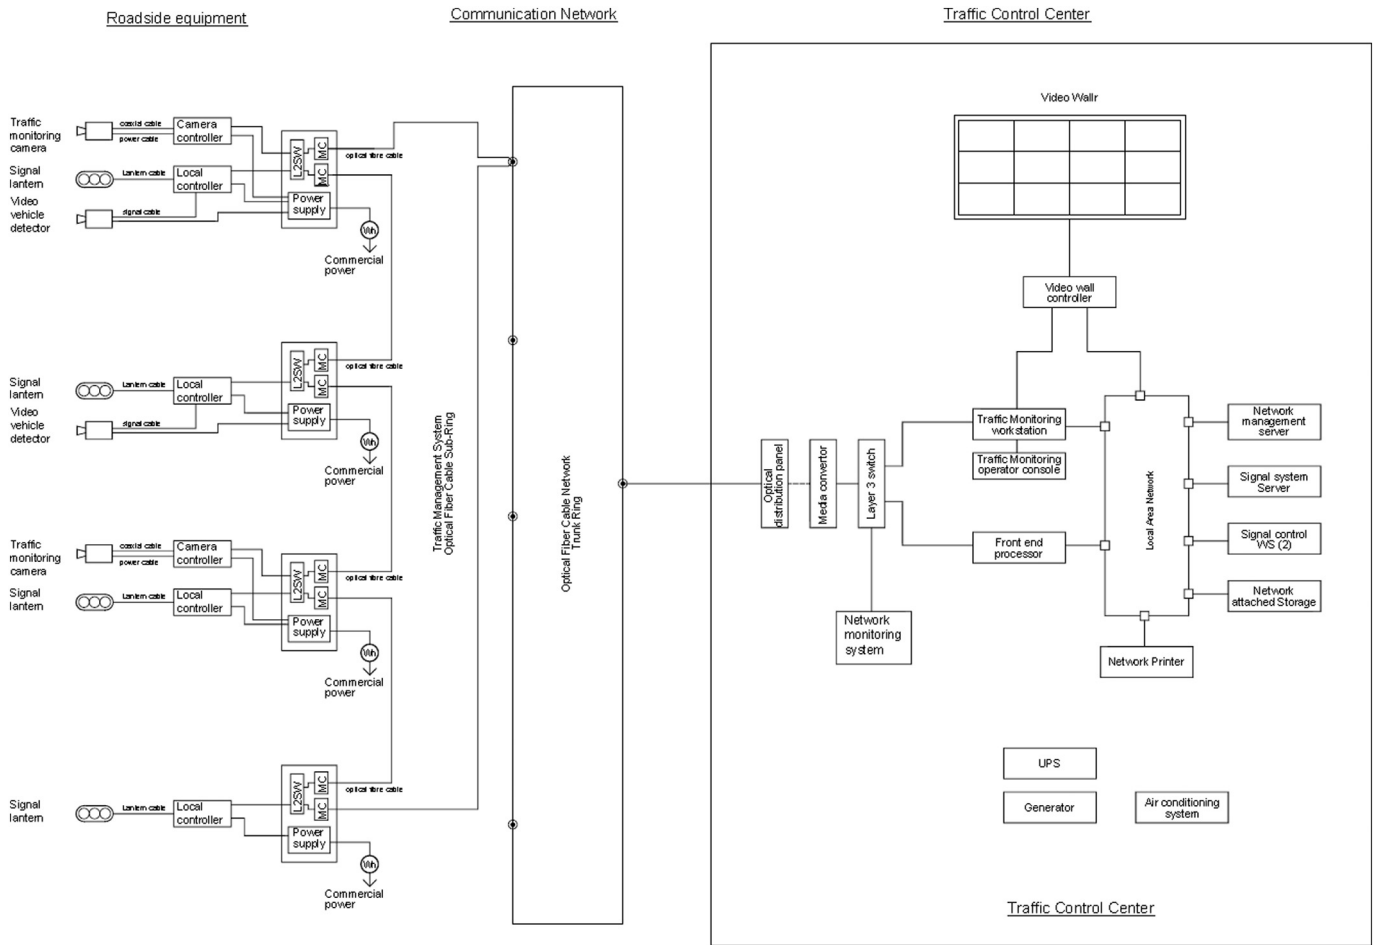 Roadside equipment
Communication Network
Traffic Control Center
Traffic
monitoring
camera
coaxial cable
power cable
Camera
controller
L2SW
MC
MC
optical fibre cable
Signal
lantern
Lantern cable
Local
controller
Video
vehicle
detector
signal cable
Power
supply
Wh
Commercial
power
Signal
lantern
Lantern cable
Local
controller
L2SW
MC
MC
optical fibre cable
Video
vehicle
detector
signal cable
Power
supply
Wh
Commercial
power
Traffic
monitoring
camera
coaxial cable
power cable
Camera
controller
L2SW
MC
MC
optical fibre cable
Signal
lantern
Lantern cable
Local
controller
Power
supply
Wh
Commercial
power
Signal
lantern
Lantern cable
Local
controller
L2SW
MC
MC
optical fibre cable
Power
supply
Wh
Commercial
power
Traffic Management System
Optical Fiber Cable Sub-Ring
Optical Fiber Cable Network
Trunk Ring
Video Wallr
Video wall
controller
Optical
distribution panel
Media convertor
Layer 3 switch
Traffic Monitoring
workstation
Traffic Monitoring
operator console
Front end
processor
Network
monitoring
system
Local Area Network
Network
management
server
Signal system
Server
Signal control
WS (2)
Network
attached Storage
Network Printer
UPS
Generator
Air conditioning
system
Traffic Control Center